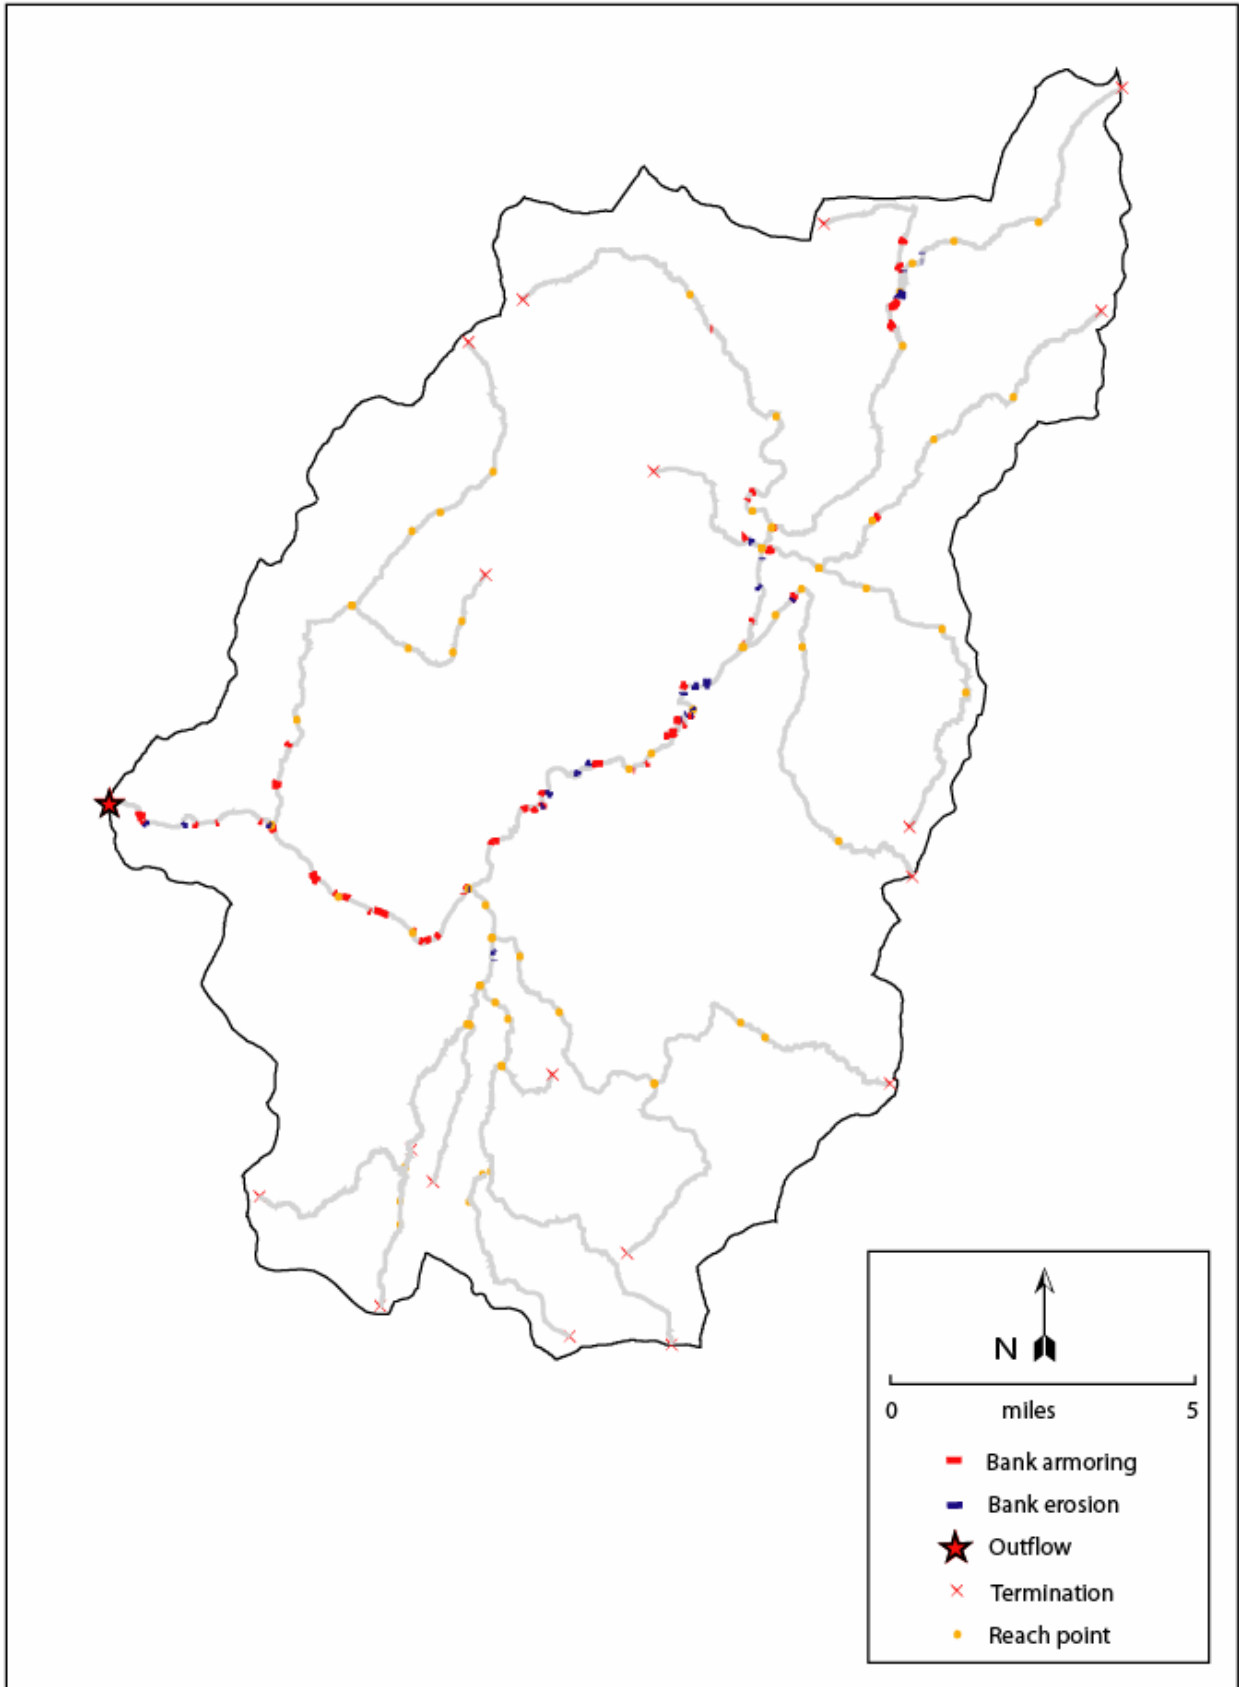 N
0 miles 5
Bank armoring
Bank erosion
Outflow
Termination
Reach point